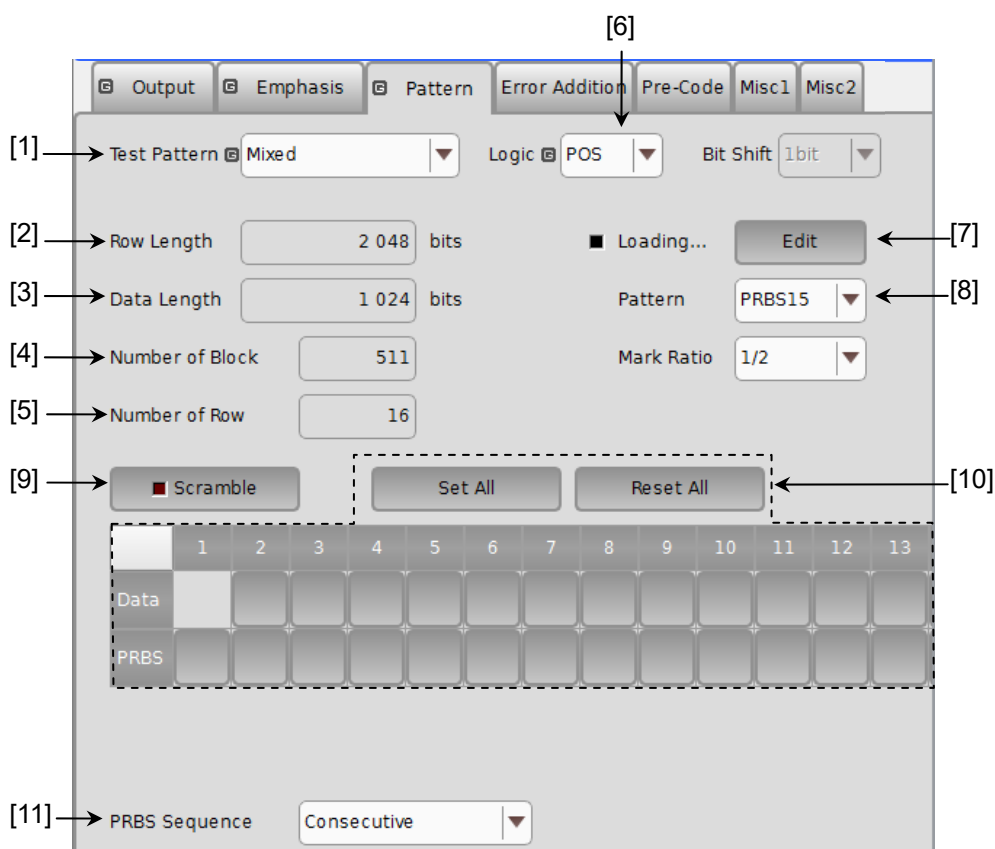 [6]
G Output G Emphasis G Pattern Error Addition Pre-Code Misc1 Misc2
[1] Test Pattern G Mixed Logic G POS Bit Shift 1bit
[2] Row Length 2 048 bits Loading... Edit [7]
[3] Data Length 1 024 bits Pattern PRBS15 [8]
[4] Number of Block 511 Mark Ratio 1/2
[5] Number of Row 16
[9] Scramble Set All Reset All [10]
1 2 3 4 5 6 7 8 9 10 11 12 13
Data
PRBS
[11] PRBS Sequence Consecutive